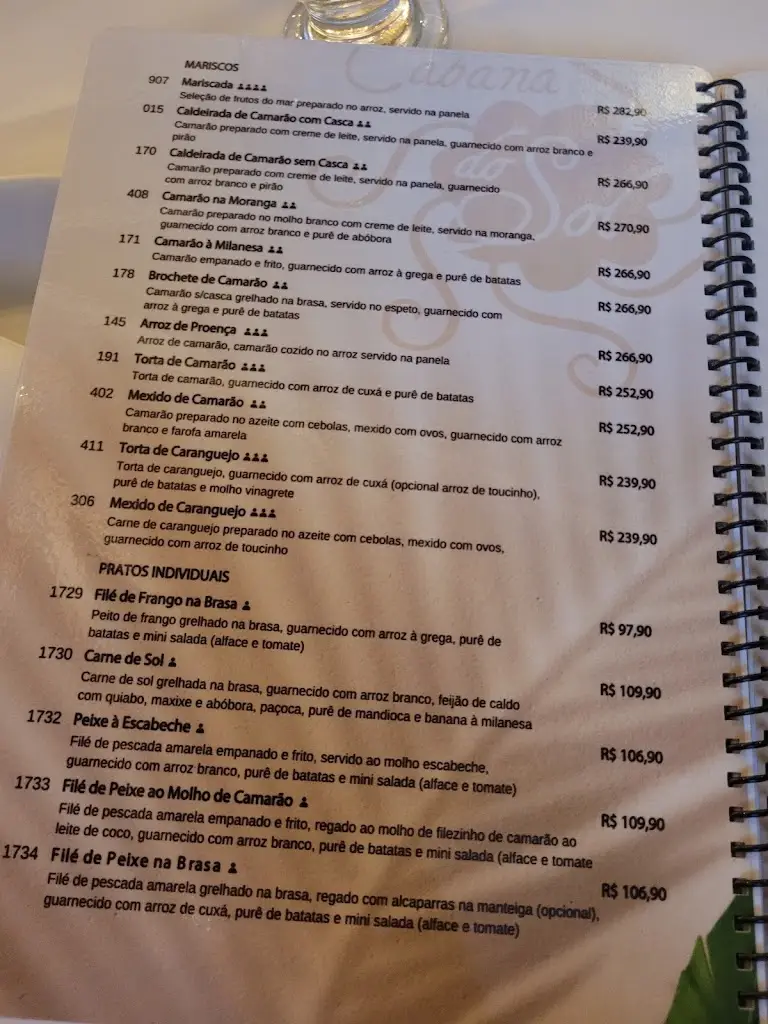 Cabana
do Sol
MARISCOS
907 Mariscada
Seleção de frutos do mar preparado no arroz, servido na panela R$ 282,90
015 Caldeirada de Camarão com Casca
Camarão preparado com creme de leite, servido na panela, guarnecido com arroz branco e R$ 239,90
pirão
170 Caldeirada de Camarão sem Casca
Camarão preparado com creme de leite, servido na panela, guarnecido R$ 266,90
com arroz branco e pirão
408 Camarão na Moranga
Camarão preparado no molho branco com creme de leite, servido na moranga, R$ 270,90
guarnecido com arroz branco e purê de abóbora
171 Camarão à Milanesa
Camarão empanado e frito, guarnecido com arroz à grega e purê de batatas R$ 266,90
178 Brochete de Camarão
Camarão s/casca grelhado na brasa, servido no espeto, guarnecido com R$ 266,90
arroz à grega e purê de batatas
145 Arroz de Proença
Arroz de camarão, camarão cozido no arroz servido na panela R$ 266,90
191 Torta de Camarão
Torta de camarão, guarnecido com arroz de cuxá e purê de batatas R$ 252,90
402 Mexido de Camarão
Camarão preparado no azeite com cebolas, mexido com ovos, guarnecido com arroz R$ 252,90
branco e farofa amarela
411 Torta de Caranguejo
Torta de caranguejo, guarnecido com arroz de cuxá (opcional arroz de toucinho), R$ 239,90
purê de batatas e molho vinagrete
306 Mexido de Caranguejo
Carne de caranguejo preparado no azeite com cebolas, mexido com ovos, R$ 239,90
guarnecido com arroz de toucinho
PRATOS INDIVIDUAIS
1729 Filé de Frango na Brasa
Peito de frango grelhado na brasa, guarnecido com arroz à grega, purê de R$ 97,90
batatas e mini salada (alface e tomate)
1730 Carne de Sol
Carne de sol grelhada na brasa, guarnecido com arroz branco, feijão de caldo R$ 109,90
com quiabo, maxixe e abóbora, paçoca, purê de mandioca e banana à milanesa
1732 Peixe à Escabeche
Filé de pescada amarela empanado e frito, servido ao molho escabeche, R$ 106,90
guarnecido com arroz branco, purê de batatas e mini salada (alface e tomate)
1733 Filé de Peixe ao Molho de Camarão
Filé de pescada amarela empanado e frito, regado ao molho de filezinho de camarão ao R$ 109,90
leite de coco, guarnecido com arroz branco, purê de batatas e mini salada (alface e tomate
1734 Filé de Peixe na Brasa
Filé de pescada amarela grelhado na brasa, regado com alcaparras na manteiga (opcional), R$ 106,90
guarnecido com arroz de cuxá, purê de batatas e mini salada (alface e tomate)